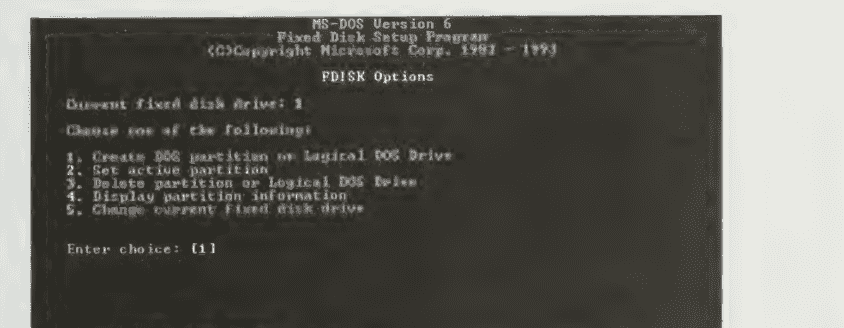 MS-DOS Version 6
Fixed Disk Setup Program
(C)Copyright Microsoft Corp. 1983 - 1993
FDISK Options
Current fixed disk drive: 1
Choose one of the following:
1. Create DOS partition or Logical DOS Drive
2. Set active partition
3. Delete partition or Logical DOS Drive
4. Display partition information
5. Change current fixed disk drive
Enter choice: [1]